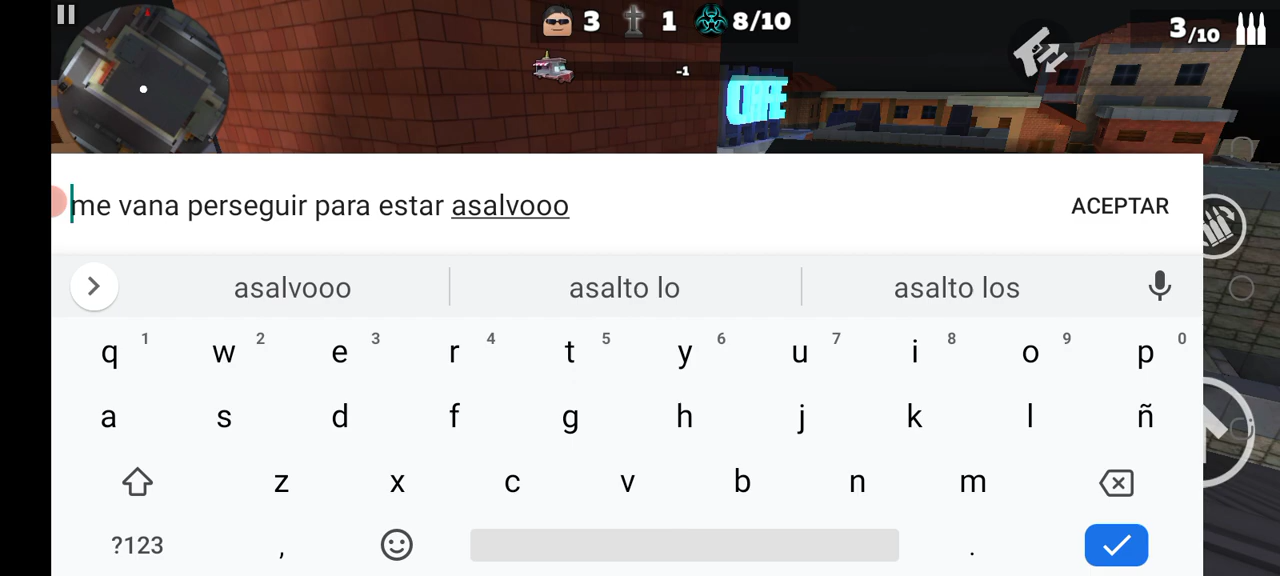 3 1 8/10
3/10
-1
CAFE
me vana perseguir para estar asalvooo
ACEPTAR
asalvooo asalto lo asalto los
q 1 w 2 e 3 r 4 t 5 y 6 u 7 i 8 o 9 p 0
a s d f g h j k l ñ
z x c v b n m
?123 , .